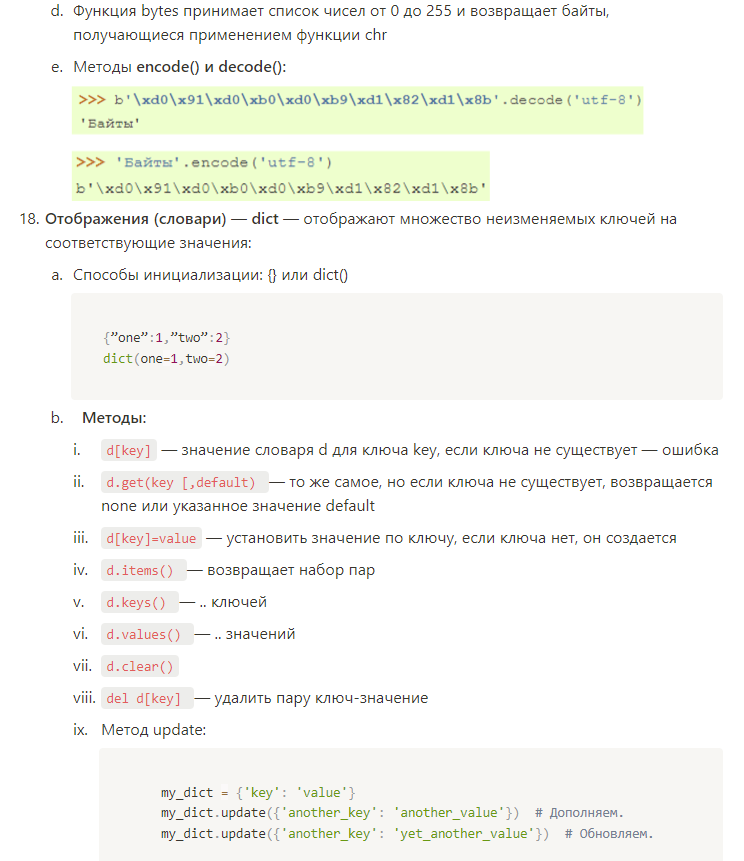 d. Функция bytes принимает список чисел от 0 до 255 и возвращает байты,
получающиеся применением функции chr
e. Методы encode() и decode():
>>> b'\xd0\x91\xd0\xb0\xd0\xb9\xd1\x82\xd1\x8b'.decode('utf-8')
'Байты'
>>> 'Байты'.encode('utf-8')
b'\xd0\x91\xd0\xb0\xd0\xb9\xd1\x82\xd1\x8b'
18. Отображения (словари) — dict — отображают множество неизменяемых ключей на
соответствующие значения:
a. Способы инициализации: {} или dict()
{”one”:1,”two”:2}
dict(one=1,two=2)
b. Методы:
i. d[key] — значение словаря d для ключа key, если ключа не существует — ошибка
ii. d.get(key [,default) — то же самое, но если ключа не существует, возвращается
none или указанное значение default
iii. d[key]=value — установить значение по ключу, если ключа нет, он создается
iv. d.items() — возвращает набор пар
v. d.keys() — .. ключей
vi. d.values() — .. значений
vii. d.clear()
viii. del d[key] — удалить пару ключ-значение
ix. Метод update:
my_dict = {'key': 'value'}
my_dict.update({'another_key': 'another_value'}) # Дополняем.
my_dict.update({'another_key': 'yet_another_value'}) # Обновляем.